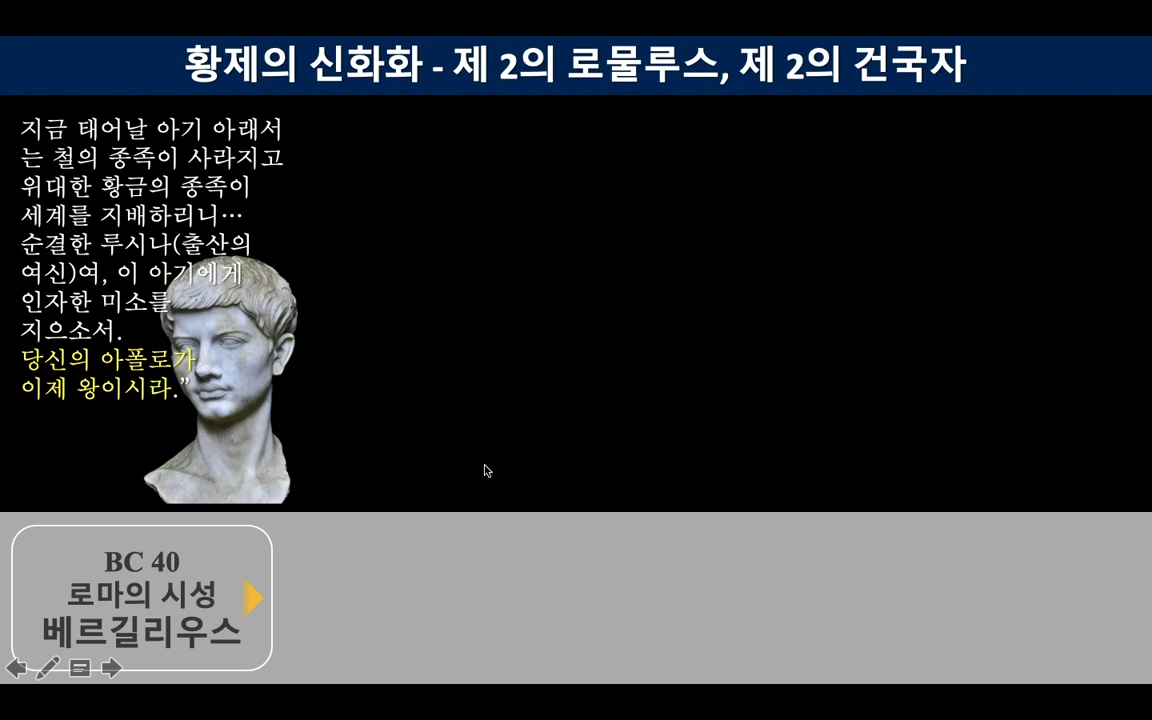 황제의 신화화 - 제 2의 로물루스, 제 2의 건국자
지금 태어날 아기 아래서
는 철의 종족이 사라지고
위대한 황금의 종족이
세계를 지배하리니…
순결한 루시나(출산의
여신)여, 이 아기에게
인자한 미소를
지으소서.
당신의 아폴로가
이제 왕이시라.”
BC 40
로마의 시성
베르길리우스